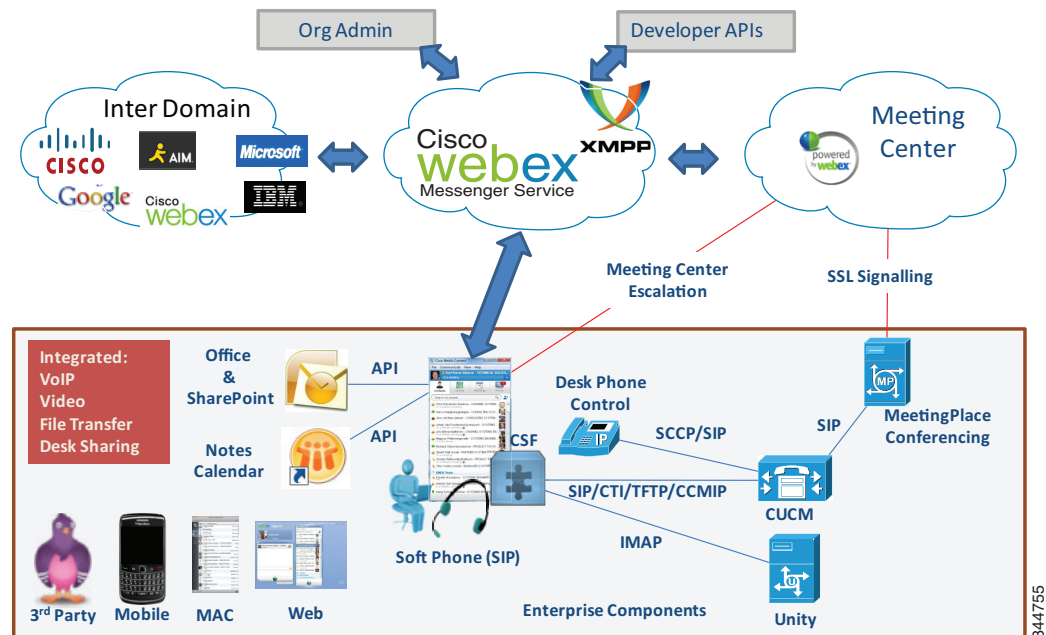 Org Admin
Developer APIs
Inter Domain
CISCO
AIM.
Microsoft
Google
Cisco
webex
IBM
Cisco
webex
Messenger Service
XMPP
Meeting
Center
powered
by webex
Meeting Center
Escalation
SSL Signalling
Integrated:
VoIP
Video
File Transfer
Desk Sharing
Office
&
SharePoint
API
Notes
Calendar
API
CSF
Desk Phone
Control
IP
SCCP/SIP
SIP
MP
MeetingPlace
Conferencing
SIP/CTI/TFTP/CCMIP
CUCM
IMAP
Soft Phone (SIP)
U
Unity
Enterprise Components
3rd Party
Mobile
MAC
Web
344755